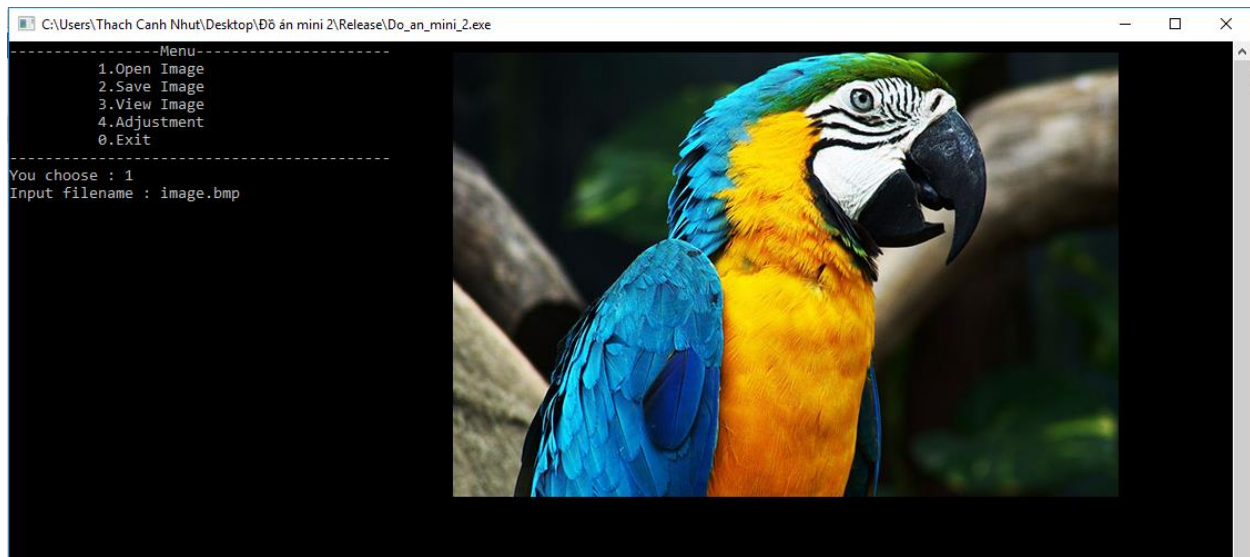 C:\Users\Thach Canh Nhut\Desktop\Đồ án mini 2\Release\Do_an_mini_2.exe
-----------------Menu----------------------
1.Open Image
2.Save Image
3.View Image
4.Adjustment
0.Exit
-------------------------------------------
You choose : 1
Input filename : image.bmp